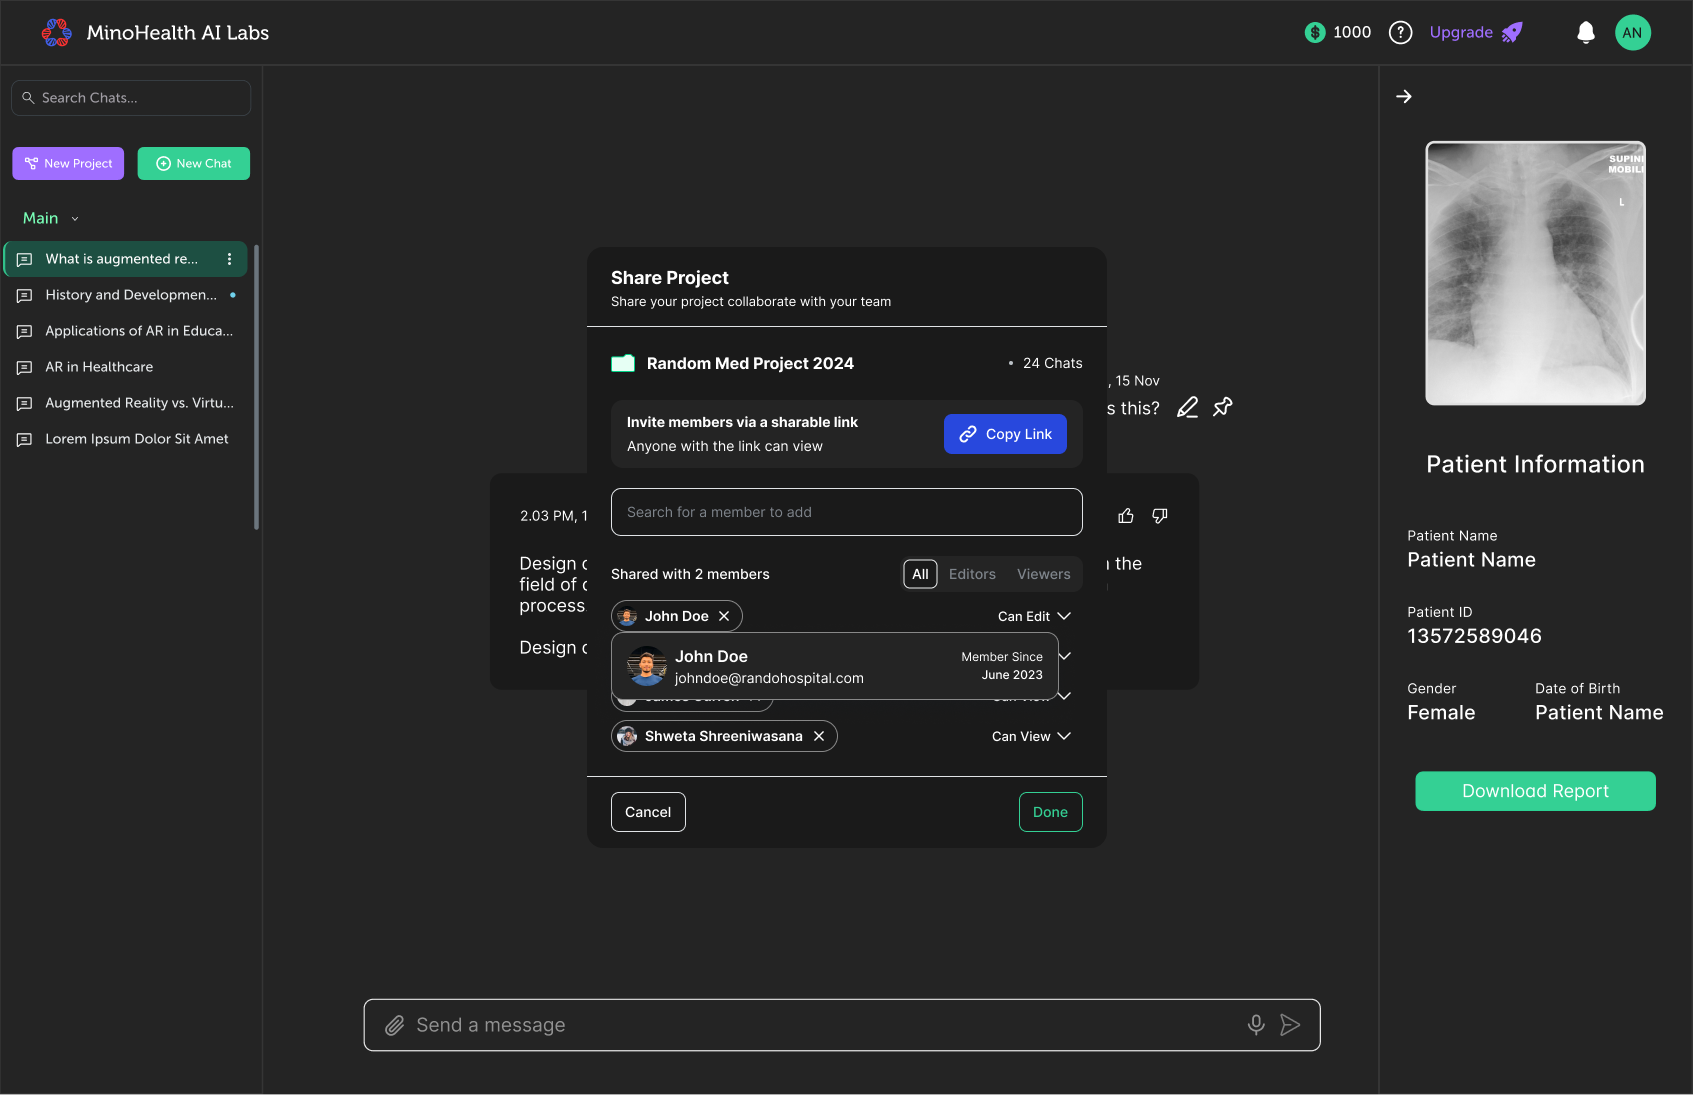 MinoHealth AI Labs
1000
Upgrade
AN
Search Chats...
New Project
New Chat
Main
What is augmented re...
History and Developmen...
Applications of AR in Educa...
AR in Healthcare
Augmented Reality vs. Virtu...
Lorem Ipsum Dolor Sit Amet
Share Project
Share your project collaborate with your team
Random Med Project 2024
• 24 Chats
Invite members via a sharable link
Anyone with the link can view
Copy Link
Search for a member to add
Shared with 2 members
All
Editors
Viewers
John Doe
Can Edit
John Doe
johndoe@randohospital.com
Member Since
June 2023
Shweta Shreeniwasana
Can View
Cancel
Done
, 15 Nov
s this?
2.03 PM, 1
Design
the
field of
process.
Design
Send a message
SUPIN
MOBIL
L
Patient Information
Patient Name
Patient Name
Patient ID
13572589046
Gender
Female
Date of Birth
Patient Name
Download Report